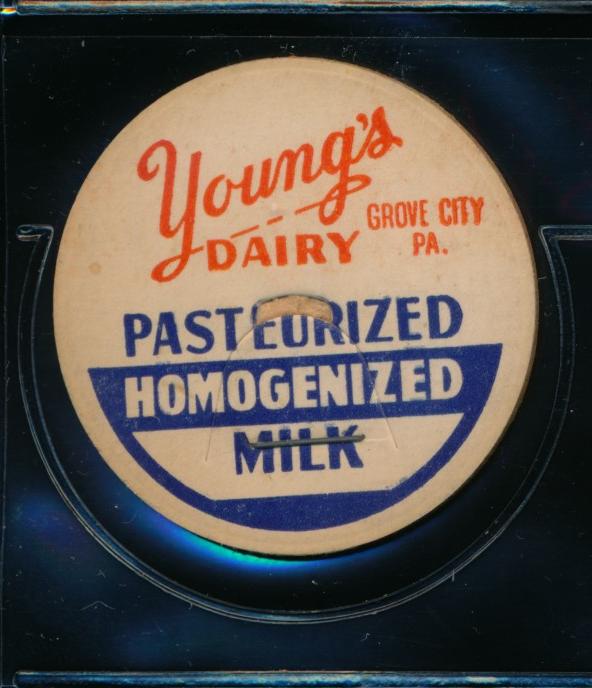 Young's
DAIRY
GROVE CITY
PA.
PASTEURIZED
HOMOGENIZED
MILK